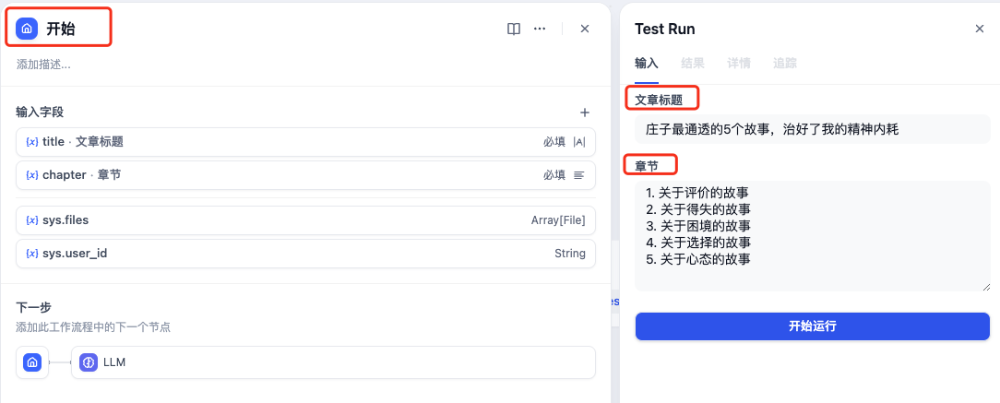 开始
添加描述...
输入字段
{x} title · 文章标题 必填 |A|
{x} chapter · 章节 必填
{x} sys.files Array[File]
{x} sys.user_id String
下一步
添加此工作流程中的下一个节点
LLM
es
Test Run
输入 结果 详情 追踪
文章标题
庄子最通透的5个故事，治好了我的精神内耗
章节
1. 关于评价的故事
2. 关于得失的故事
3. 关于困境的故事
4. 关于选择的故事
5. 关于心态的故事
开始运行